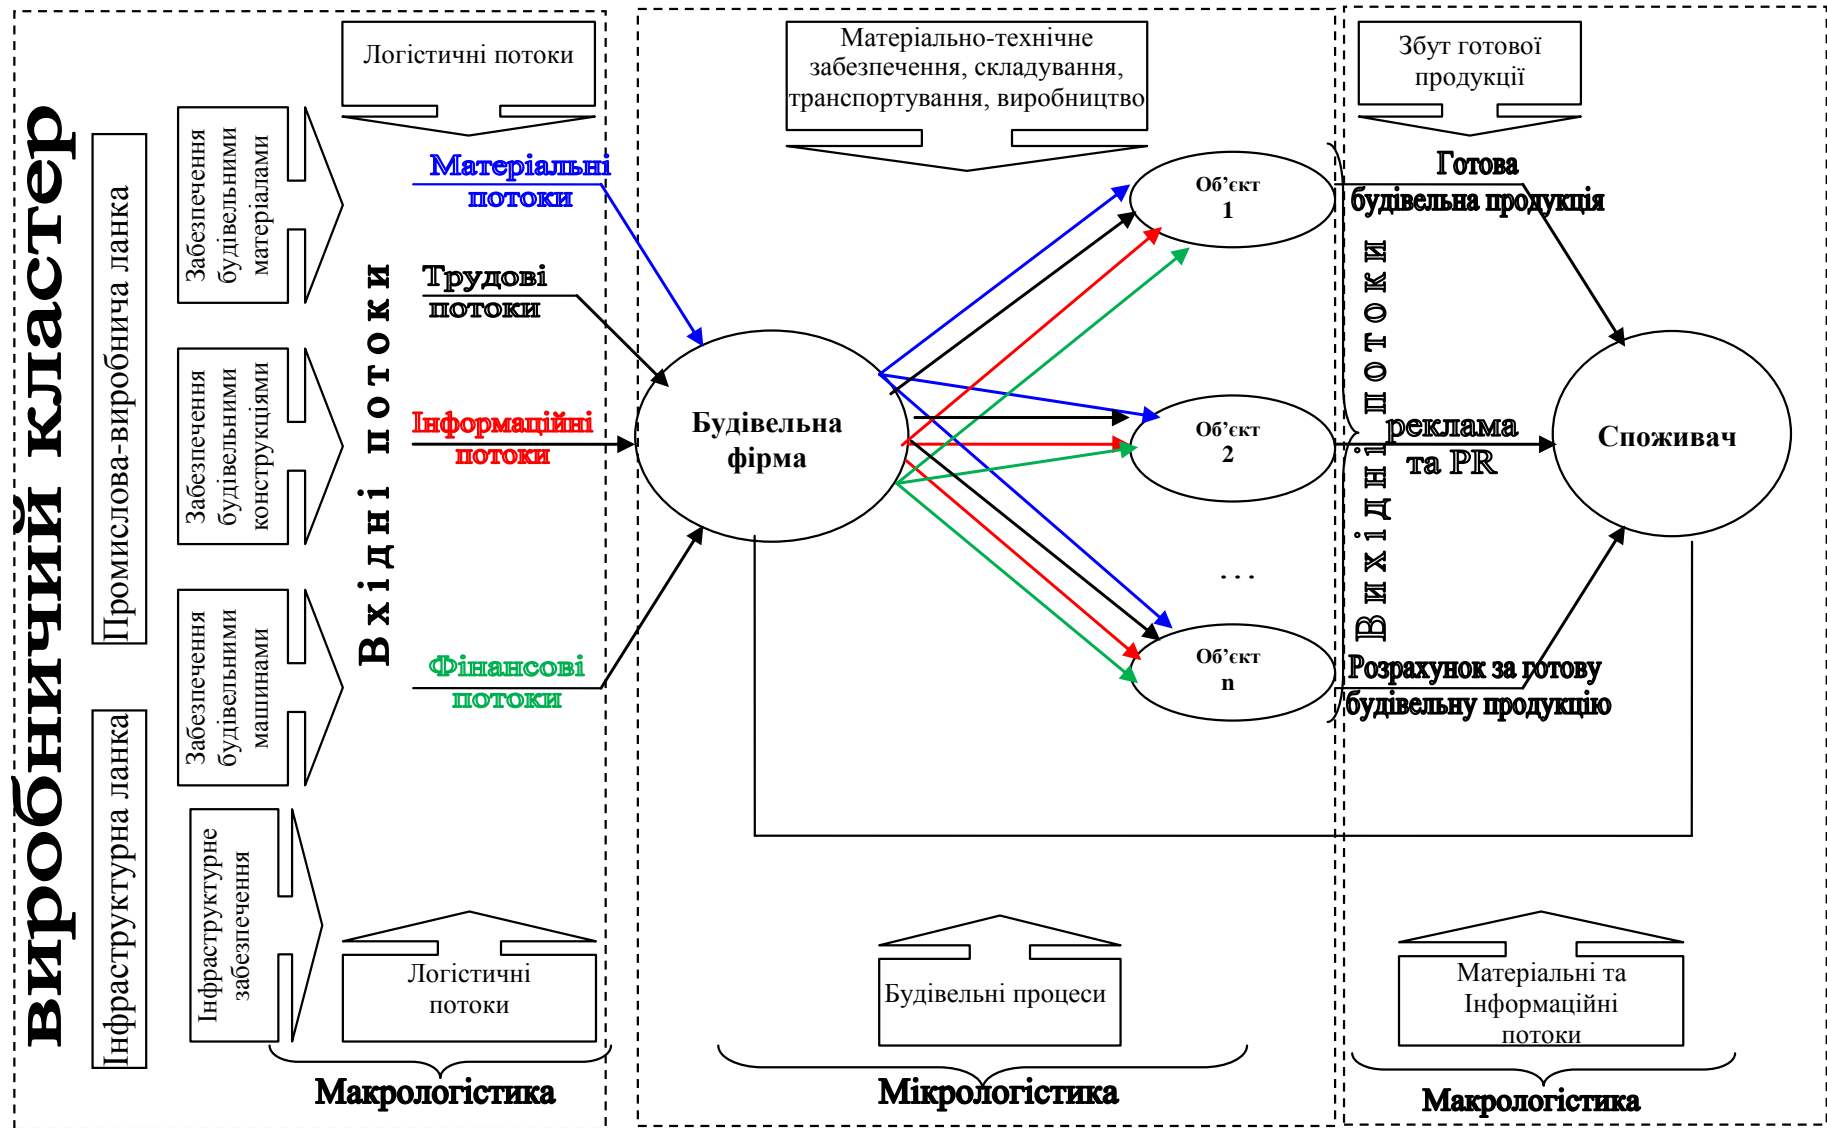 виробничий кластер
Промислова-виробнича ланка
Інфраструктурна ланка
Забезпечення
будівельними
матеріалами
Забезпечення
будівельними
конструкціями
Забезпечення
будівельними
машинами
Інфраструктурне
забезпечення
Логістичні потоки
Вхідні потоки
Матеріальні
потоки
Трудові
потоки
Інформаційні
потоки
Фінансові
потоки
Логістичні
потоки
Макрологістика
Матеріально-технічне
забезпечення, складування,
транспортування, виробництво
Будівельна
фірма
Об’єкт
1
Об’єкт
2
. . .
Об’єкт
n
Будівельні процеси
Мікрологістика
Збут готової
продукції
Вихідні потоки
Готова
будівельна продукція
реклама
та PR
Розрахунок за готову
будівельну продукцію
Споживач
Матеріальні та
Інформаційні
потоки
Макрологістика